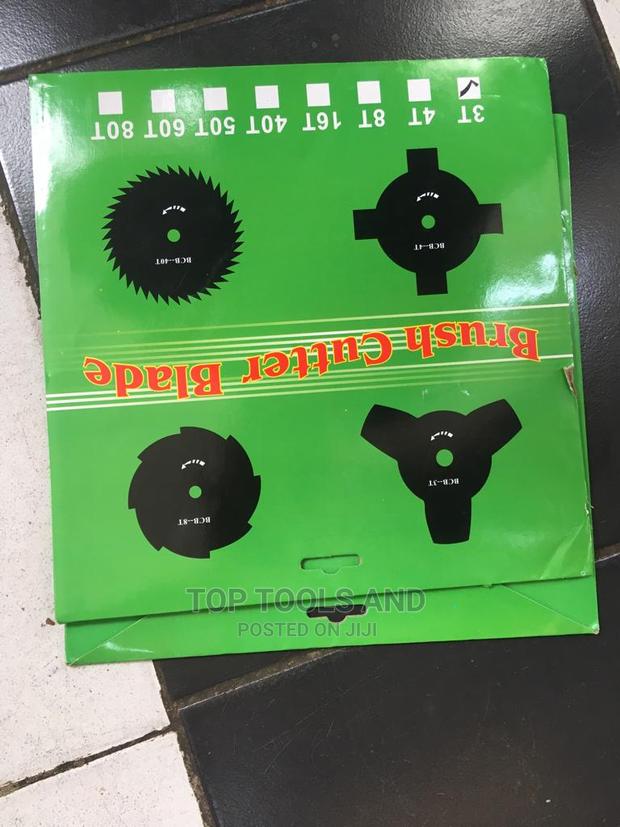 BCB--3T
BCB--8T
Brush Cutter Blade
BCB--4T
BCB--40T
3T 4T 8T 16T 40T 50T 60T 80T
TOP TOOLS AND
POSTED ON JIJI